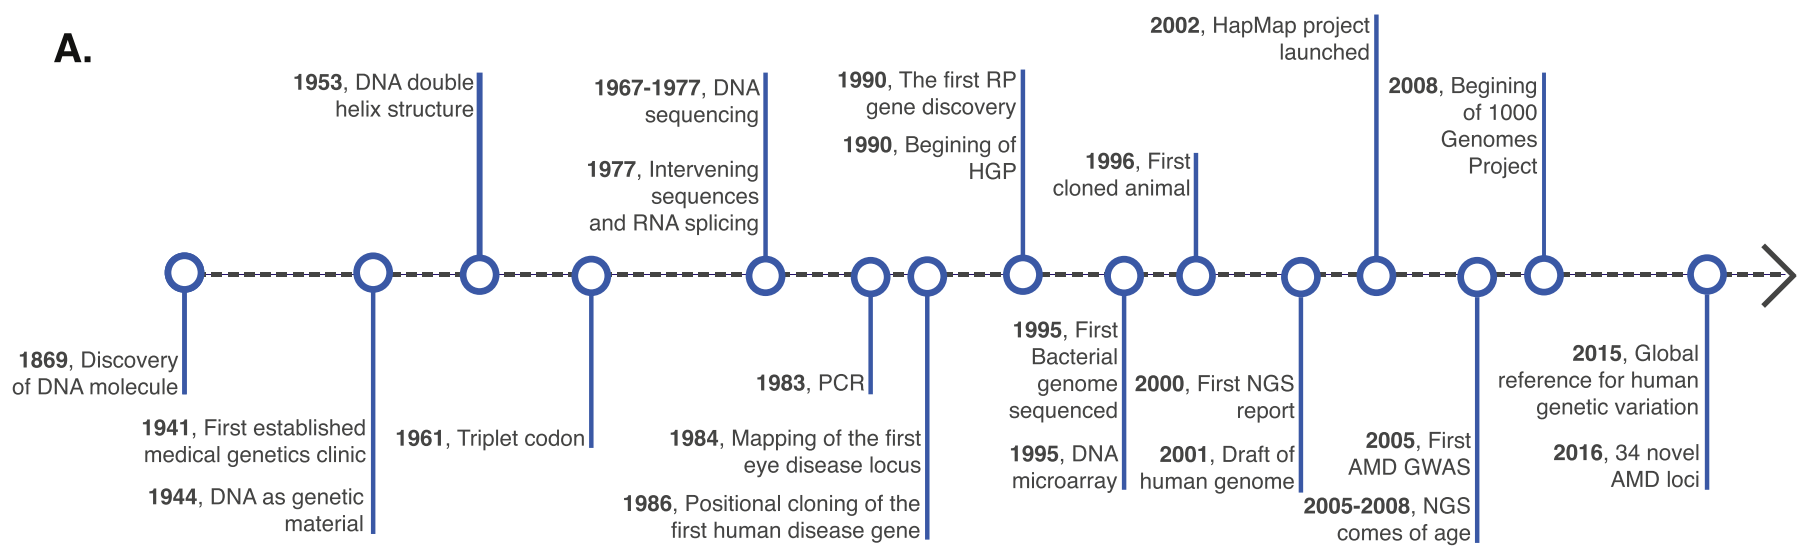 A.
1869, Discovery
of DNA molecule
1941, First established
medical genetics clinic
1944, DNA as genetic
material
1953, DNA double
helix structure
1961, Triplet codon
1967-1977, DNA
sequencing
1977, Intervening
sequences
and RNA splicing
1983, PCR
1984, Mapping of the first
eye disease locus
1986, Positional cloning of the
first human disease gene
1990, The first RP
gene discovery
1990, Begining of
HGP
1995, First
Bacterial
genome
sequenced
1995, DNA
microarray
1996, First
cloned animal
2000, First NGS
report
2001, Draft of
human genome
2002, HapMap project
launched
2005, First
AMD GWAS
2005-2008, NGS
comes of age
2008, Begining
of 1000
Genomes
Project
2015, Global
reference for human
genetic variation
2016, 34 novel
AMD loci